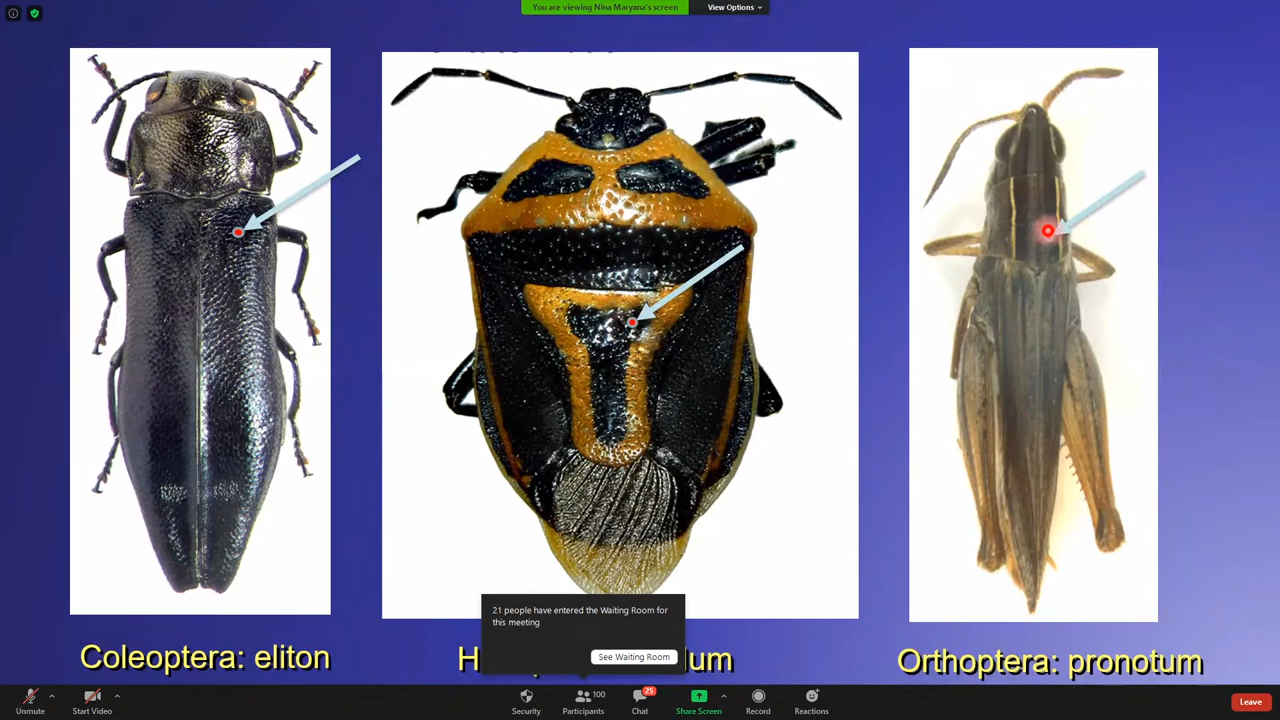 You are viewing Nina Maryana's screen
View Options
Coleoptera: eliton
Orthoptera: pronotum
21 people have entered the Waiting Room for
this meeting
See Waiting Room
Unmute
Start Video
Security
Participants
100
Chat
25
Share Screen
Record
Reactions
Leave